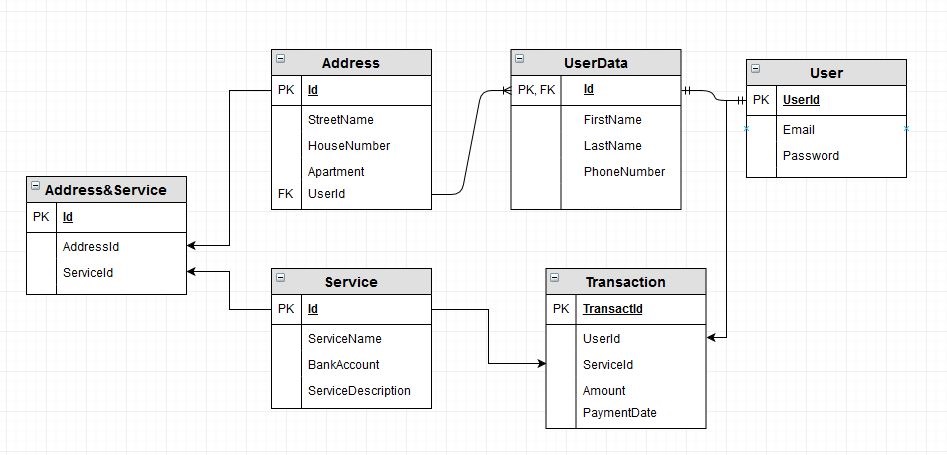 Address
PK Id
StreetName
HouseNumber
Apartment
FK UserId
UserData
PK, FK Id
FirstName
LastName
PhoneNumber
User
PK UserId
Email
Password
Address&Service
PK Id
AddressId
ServiceId
Service
PK Id
ServiceName
BankAccount
ServiceDescription
Transaction
PK TransactId
UserId
ServiceId
Amount
PaymentDate